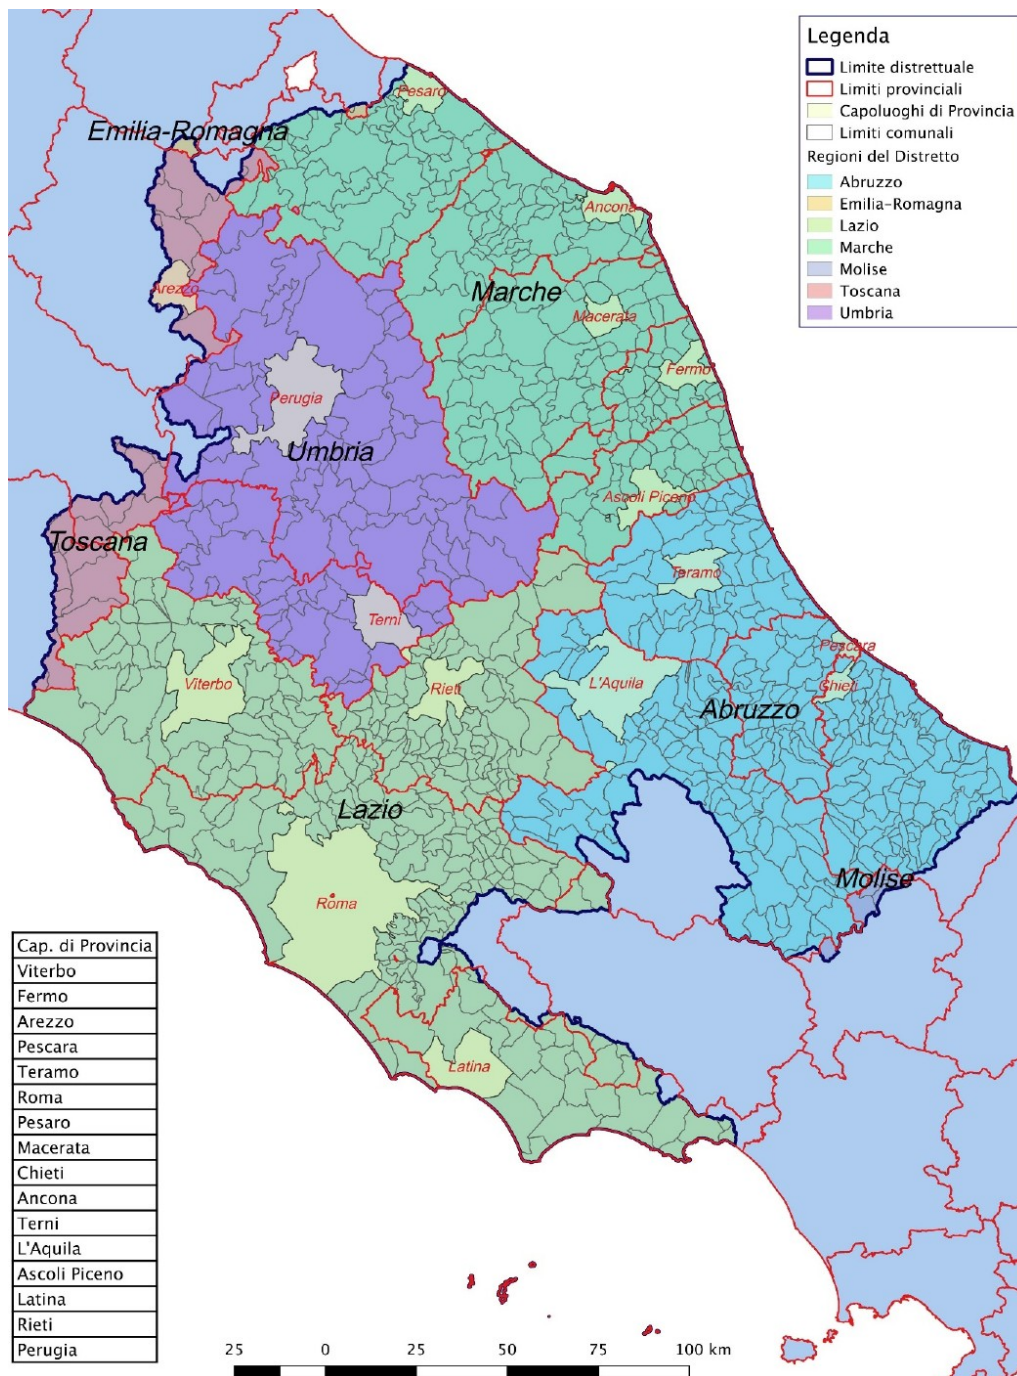 Legenda
Limite distrettuale
Limiti provinciali
Capoluoghi di Provincia
Limiti comunali
Regioni del Distretto
Abruzzo
Emilia-Romagna
Lazio
Marche
Molise
Toscana
Umbria
Pesaro
Emilia-Romagna
Ancona
Arezzo
Marche
Macerata
Fermo
Perugia
Umbria
Ascoli Piceno
Toscana
Teramo
Terni
Pescara
Viterbo
Rieti
L'Aquila
Chieti
Abruzzo
Lazio
Molise
Roma
Latina
Cap. di Provincia
Viterbo
Fermo
Arezzo
Pescara
Teramo
Roma
Pesaro
Macerata
Chieti
Ancona
Terni
L'Aquila
Ascoli Piceno
Latina
Rieti
Perugia
25 0 25 50 75 100 km